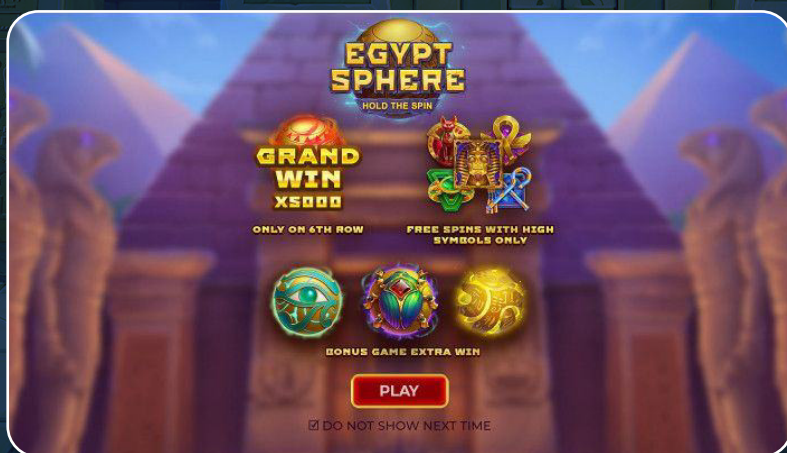 EGYPT
SPHERE
HOLD THE SPIN
GRAND
WIN
X5000
ONLY ON 6TH ROW
FREE SPINS WITH HIGH
SYMBOLS ONLY
BONUS GAME EXTRA WIN
PLAY
DO NOT SHOW NEXT TIME